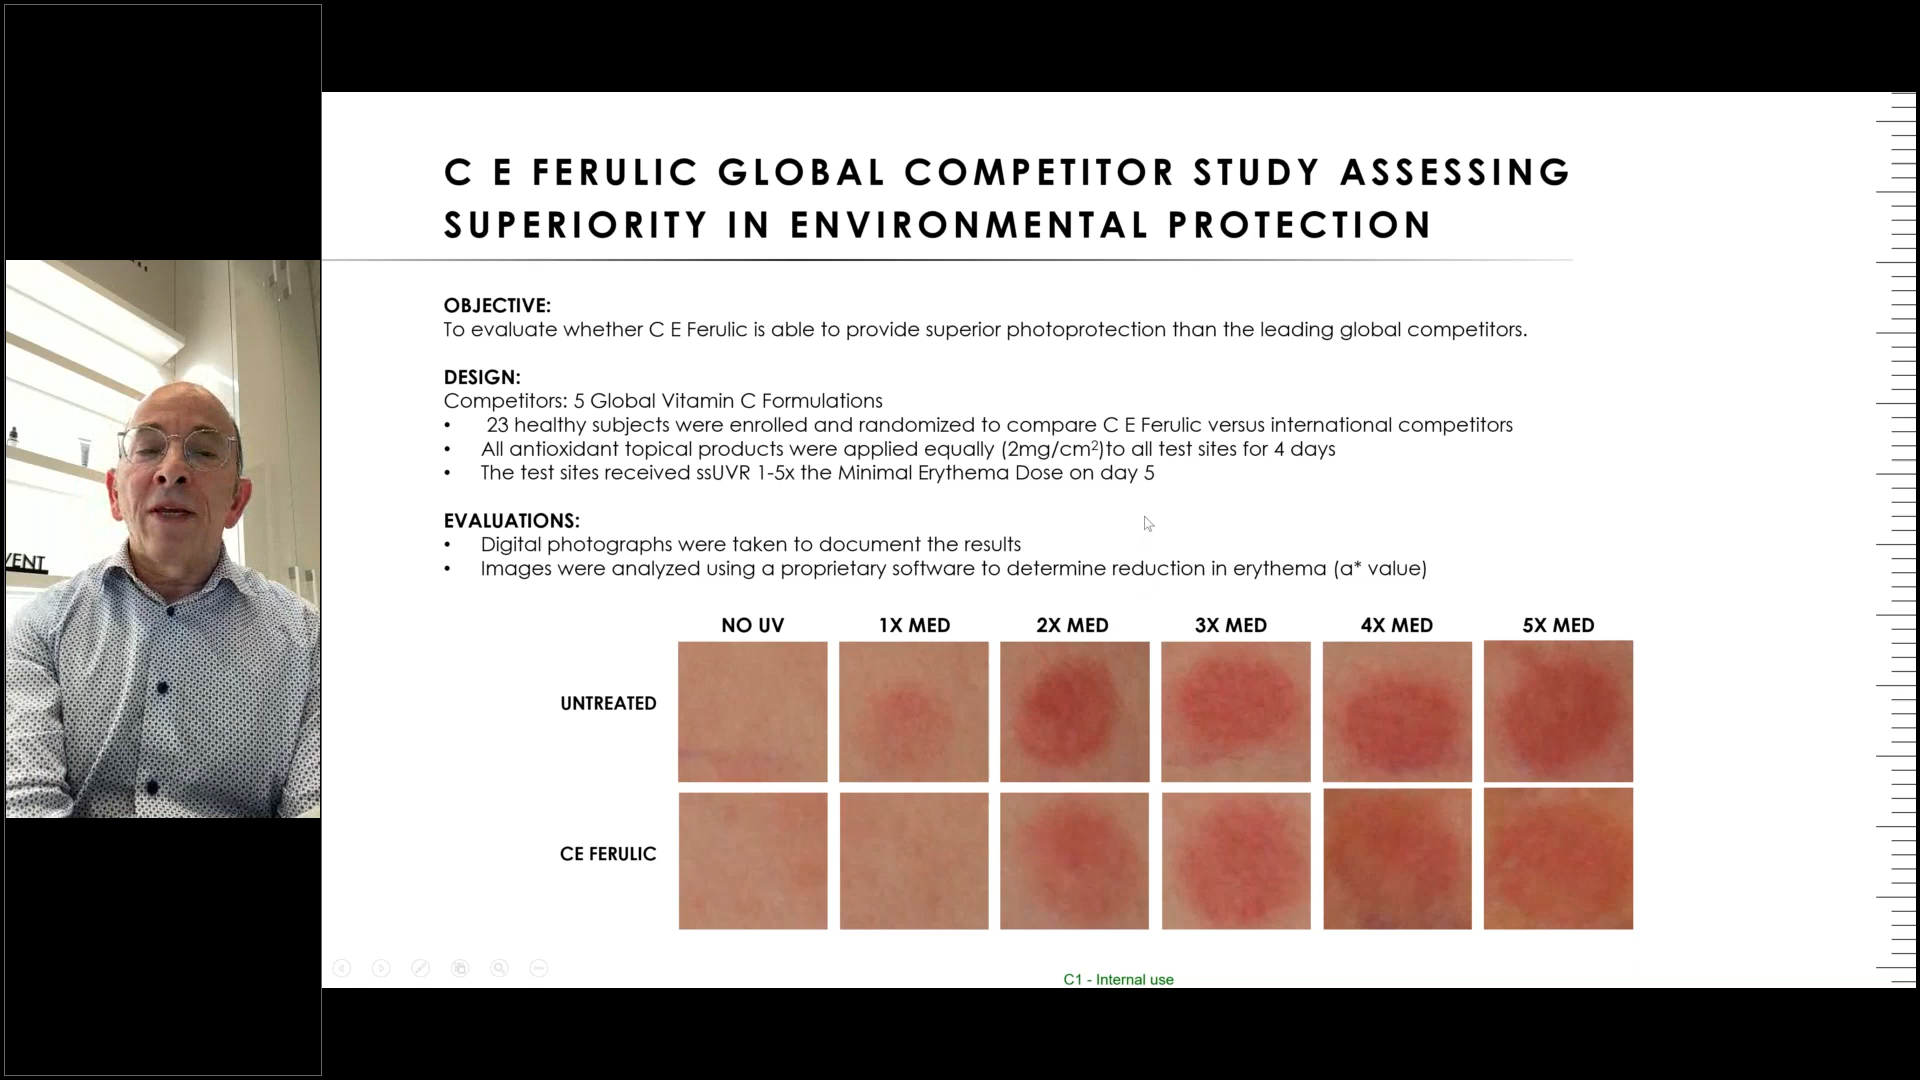 C E FERULIC GLOBAL COMPETITOR STUDY ASSESSING
SUPERIORITY IN ENVIRONMENTAL PROTECTION
OBJECTIVE:
To evaluate whether C E Ferulic is able to provide superior photoprotection than the leading global competitors.
DESIGN:
Competitors: 5 Global Vitamin C Formulations
• 23 healthy subjects were enrolled and randomized to compare C E Ferulic versus international competitors
• All antioxidant topical products were applied equally (2mg/cm²)to all test sites for 4 days
• The test sites received ssUVR 1-5x the Minimal Erythema Dose on day 5
EVALUATIONS:
• Digital photographs were taken to document the results
• Images were analyzed using a proprietary software to determine reduction in erythema (a* value)
NO UV 1X MED 2X MED 3X MED 4X MED 5X MED
UNTREATED
CE FERULIC
C1 - Internal use
VENT